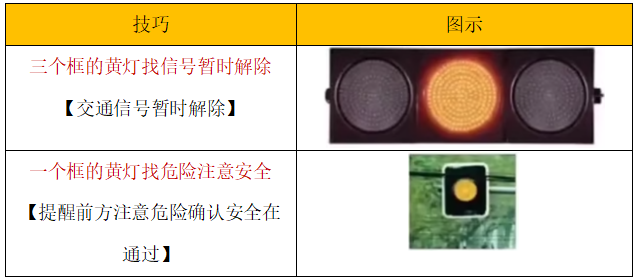 技巧
图示
三个框的黄灯找信号暂时解除
【交通信号暂时解除】
一个框的黄灯找危险注意安全
【提醒前方注意危险确认安全在
通过】